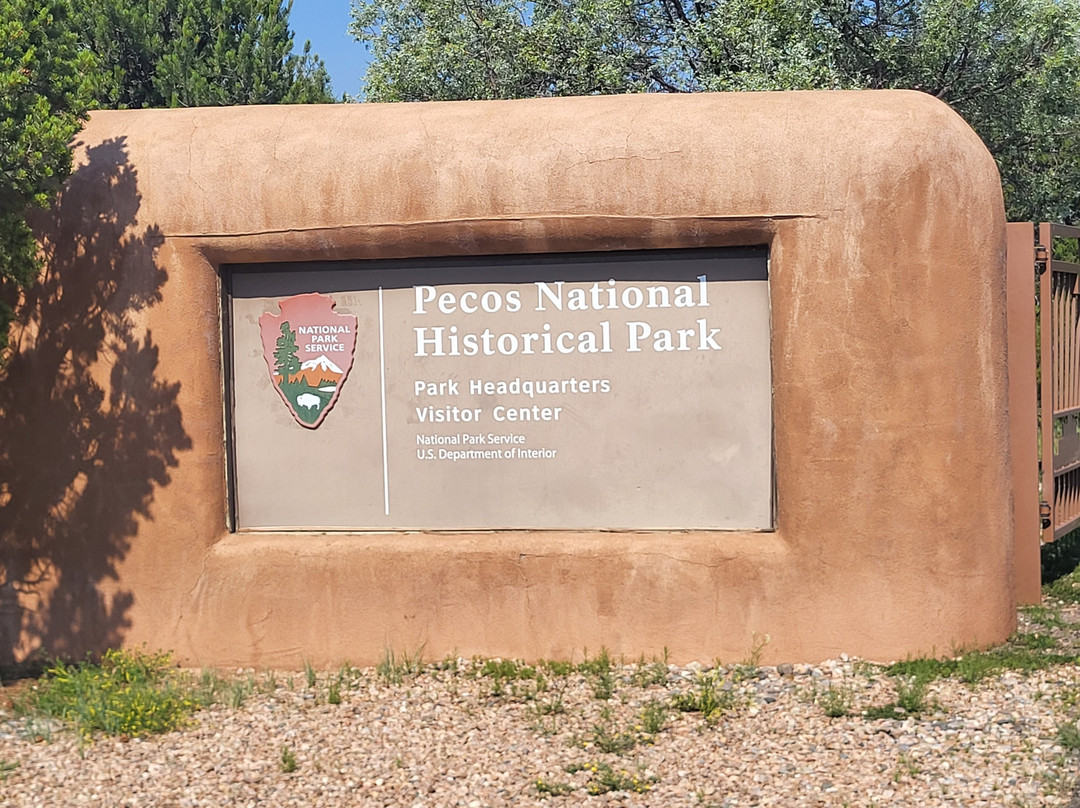 NATIONAL
PARK
SERVICE
Pecos National
Historical Park
Park Headquarters
Visitor Center
National Park Service
U.S. Department of Interior